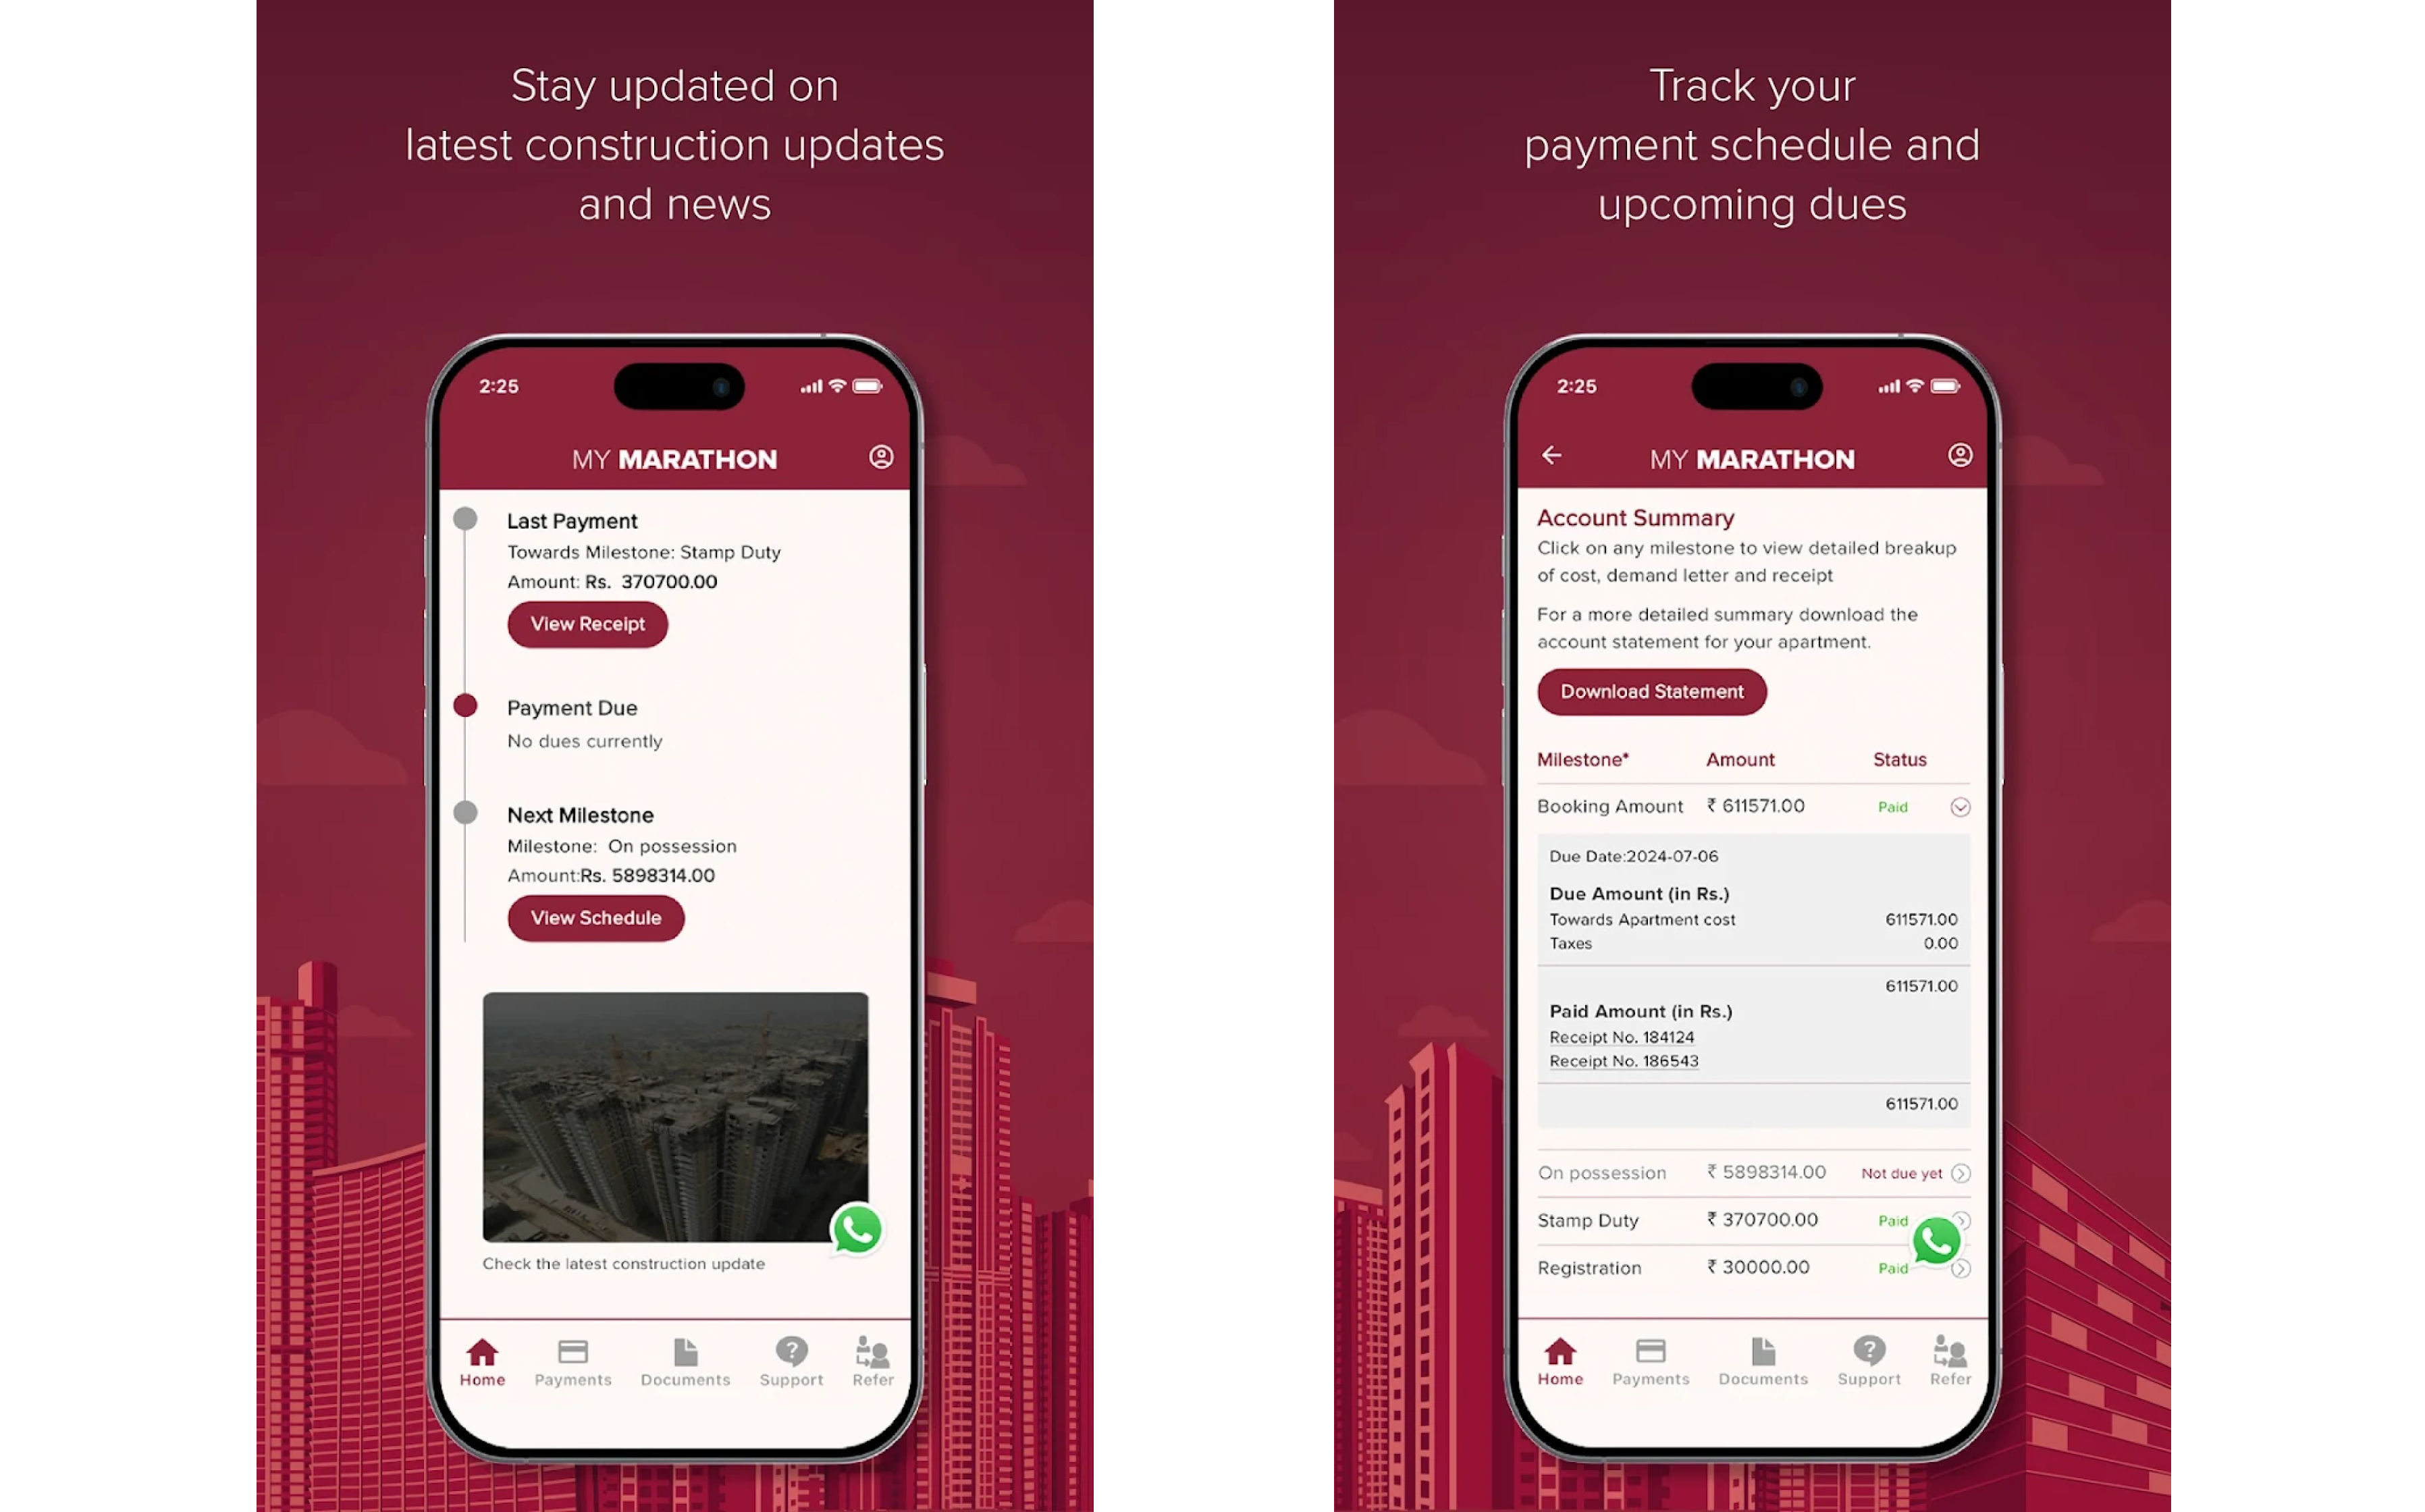 Stay updated on
latest construction updates
and news
2:25
MY MARATHON
Last Payment
Towards Milestone: Stamp Duty
Amount: Rs. 370700.00
View Receipt
Payment Due
No dues currently
Next Milestone
Milestone: On possession
Amount:Rs. 5898314.00
View Schedule
Check the latest construction update
Home Payments Documents Support Refer
Track your
payment schedule and
upcoming dues
2:25
MY MARATHON
Account Summary
Click on any milestone to view detailed breakup
of cost, demand letter and receipt
For a more detailed summary download the
account statement for your apartment.
Download Statement
Milestone* Amount Status
Booking Amount ₹ 611571.00 Paid
Due Date:2024-07-06
Due Amount (in Rs.)
Towards Apartment cost 611571.00
Taxes 0.00
611571.00
Paid Amount (in Rs.)
Receipt No. 184124
Receipt No. 186543
611571.00
On possession ₹ 5898314.00 Not due yet
Stamp Duty ₹ 370700.00 Paid
Registration ₹ 30000.00 Paid
Home Payments Documents Support Refer